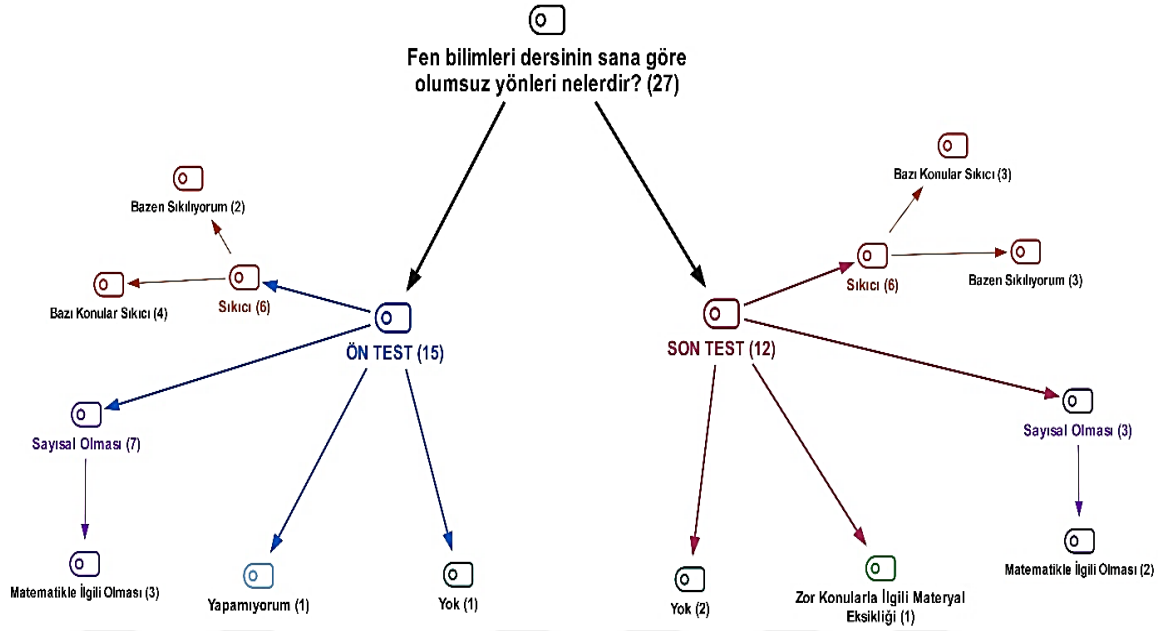 Fen bilimleri dersinin sana göre
olumsuz yönleri nelerdir? (27)
Bazı Konular Sıkıcı (3)
Bazen Sıkılıyorum (2)
Sıkıcı (6)
Bazı Konular Sıkıcı (4)
Sıkıcı (6)
Bazen Sıkılıyorum (3)
ÖN TEST (15)
SON TEST (12)
Sayısal Olması (7)
Sayısal Olması (3)
Matematikle İlgili Olması (3)
Yapamıyorum (1)
Yok (1)
Yok (2)
Zor Konularla İlgili Materyal
Eksikliği (1)
Matematikle İlgili Olması (2)